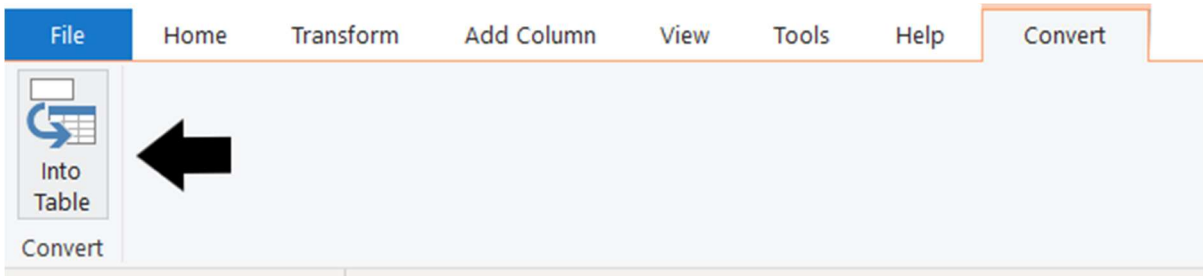 File Home Transform Add Column View Tools Help Convert
Into
Table
Convert